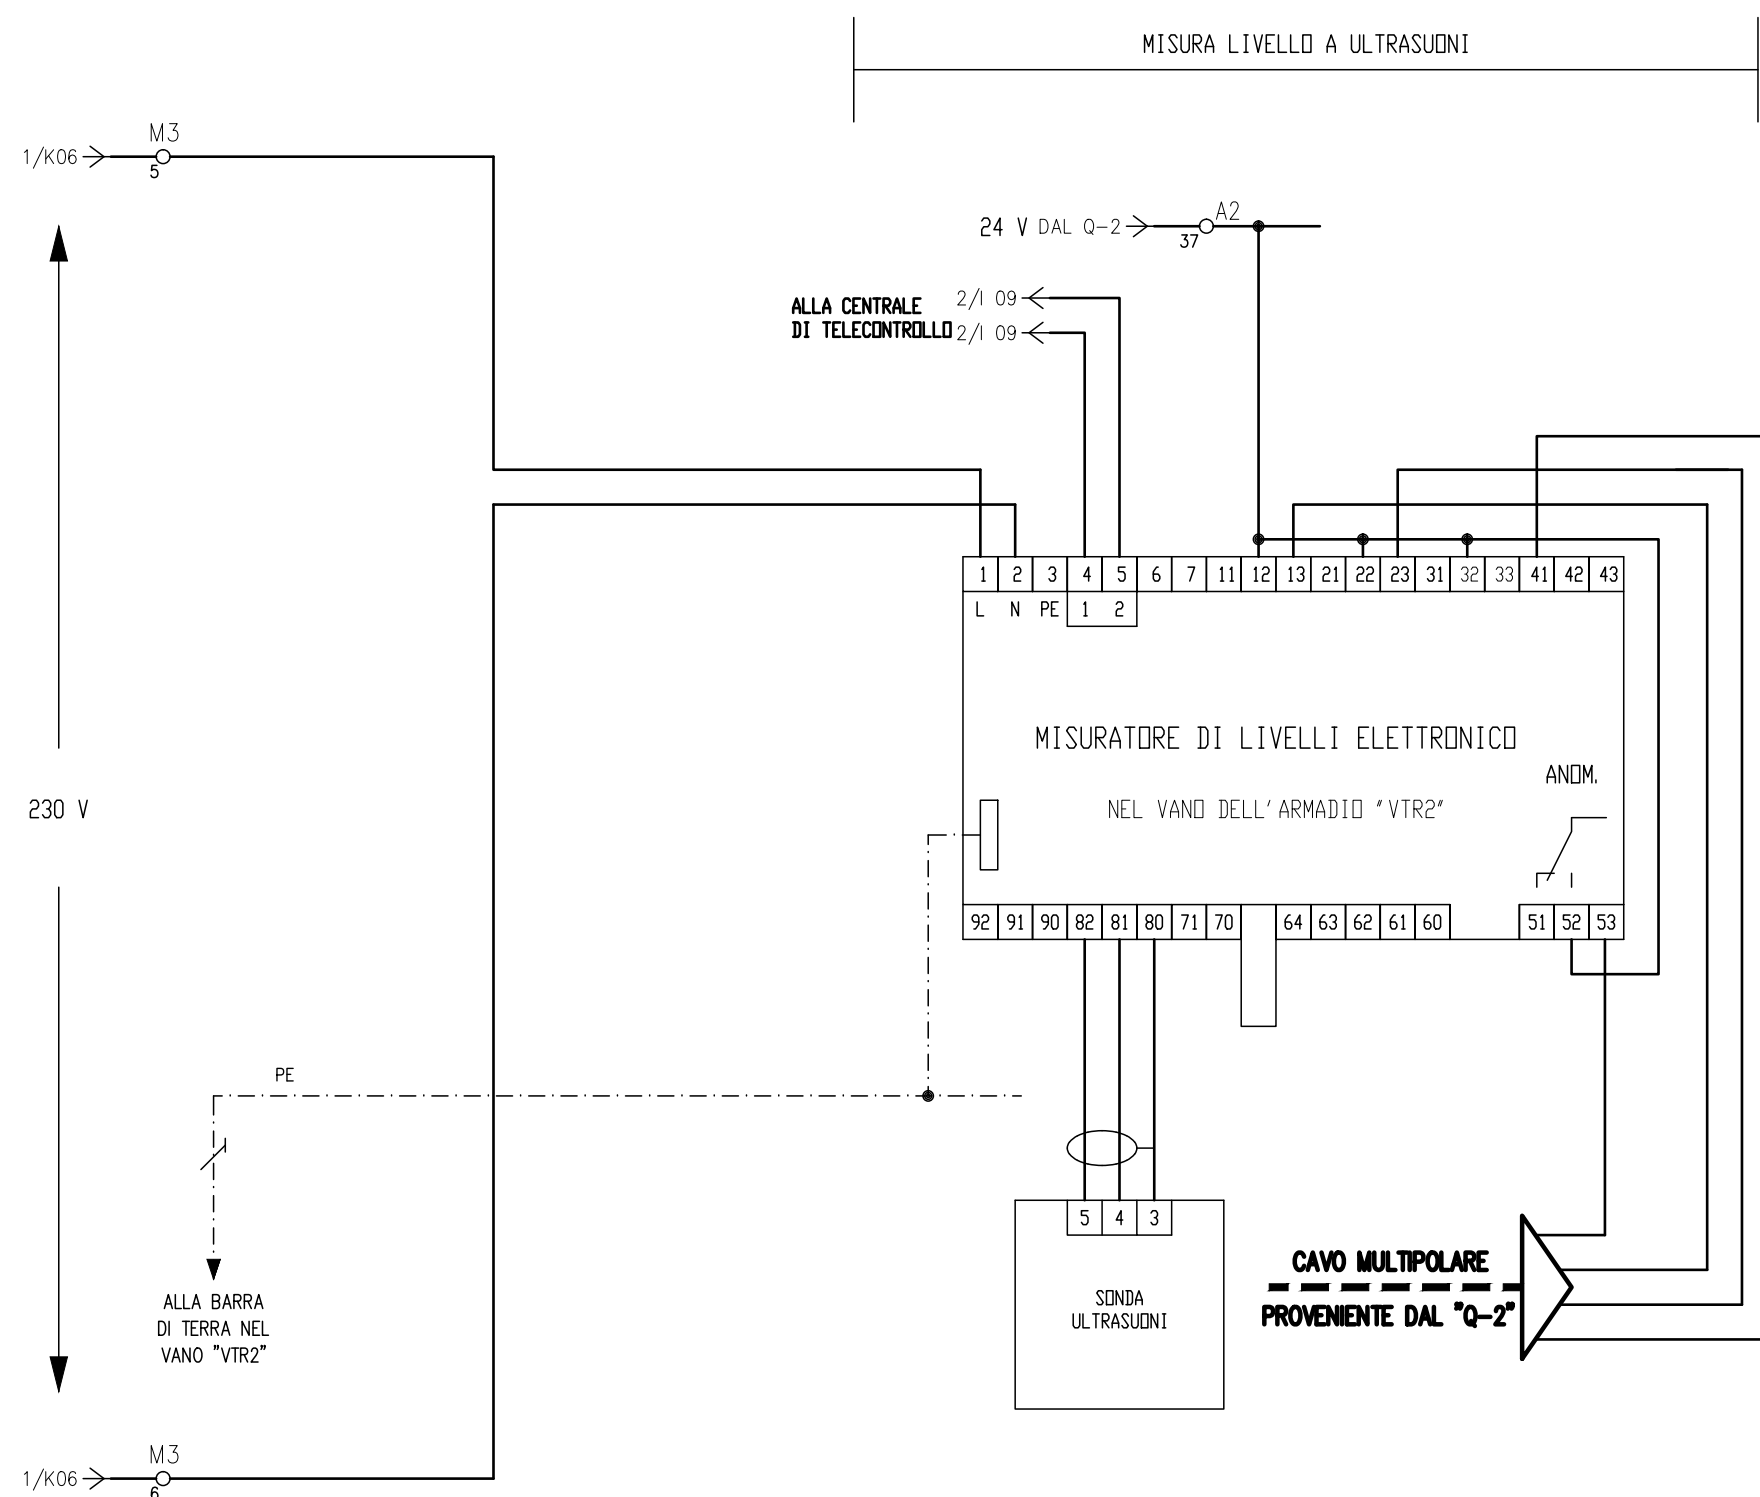 MISURA LIVELLO A ULTRASUONI
M3
1/K06
5
A2
24 V DAL Q-2
37
ALLA CENTRALE
DI TELECONTROLLO
2/I 09
2/I 09
1 2 3 4 5 6 7 11 12 13 21 22 23 31 32 33 41 42 43
L N PE 1 2
MISURATORE DI LIVELLI ELETTRONICO
ANOM.
230 V
NEL VANO DELL'ARMADIO "VTR2"
92 91 90 82 81 80 71 70 64 63 62 61 60 51 52 53
PE
5 4 3
SONDA
ULTRASUONI
CAVO MULTIPOLARE
PROVENIENTE DAL "Q-2"
ALLA BARRA
DI TERRA NEL
VANO "VTR2"
M3
1/K06
6